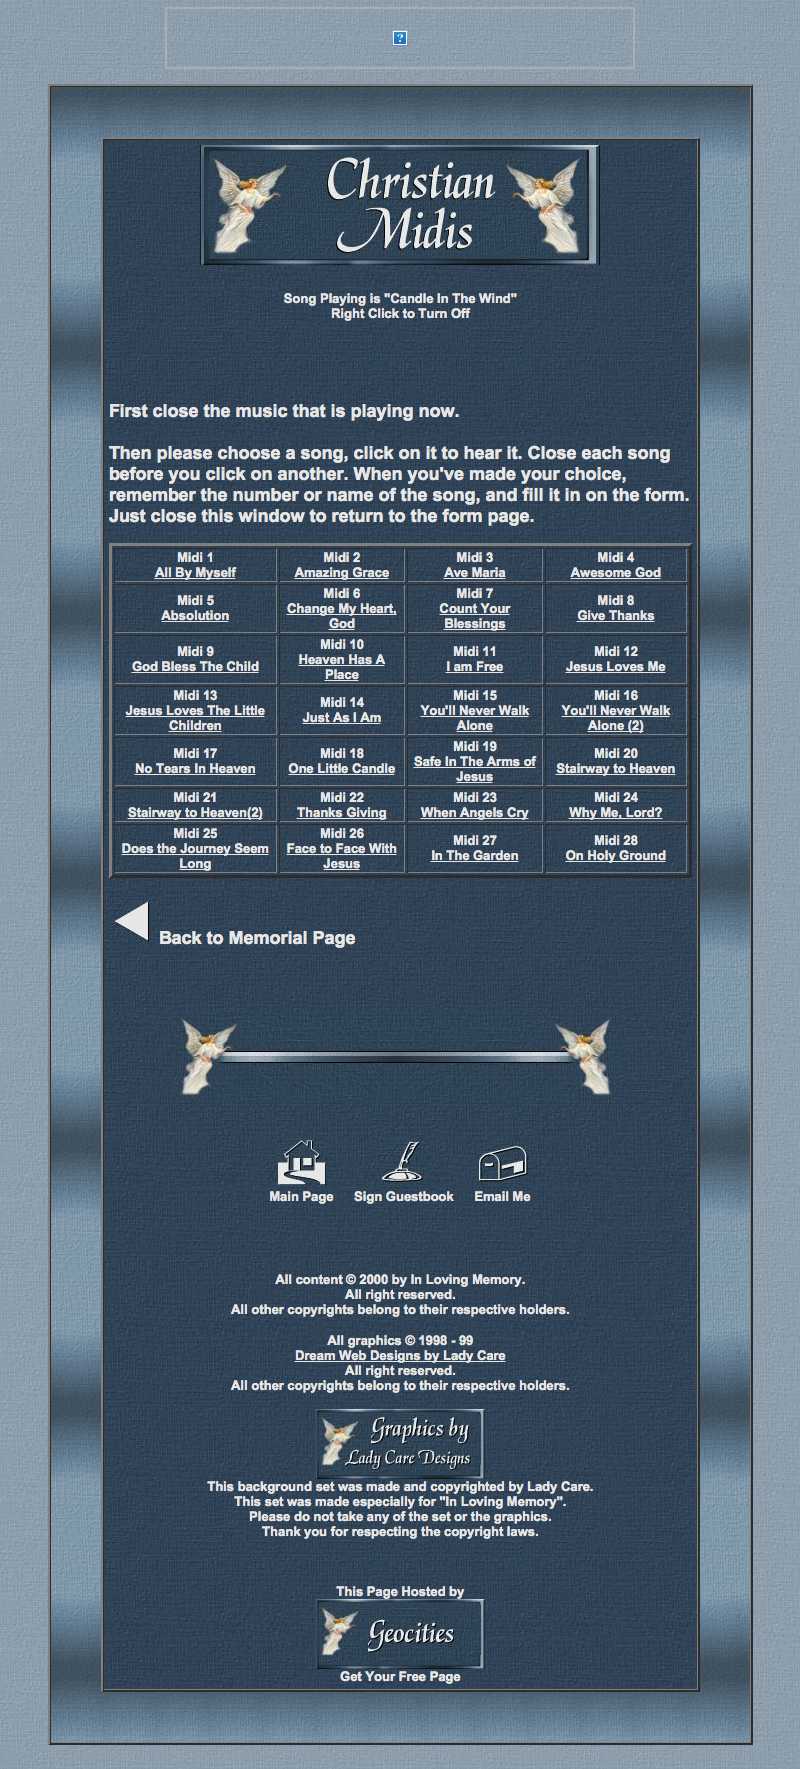 Christian
Midis
Song Playing is "Candle In The Wind"
Right Click to Turn Off
First close the music that is playing now.
Then please choose a song, click on it to hear it. Close each song
before you click on another. When you've made your choice,
remember the number or name of the song, and fill it in on the form.
Just close this window to return to the form page.
Midi 1
All By Myself
Midi 2
Amazing Grace
Midi 3
Ave Maria
Midi 4
Awesome God
Midi 5
Absolution
Midi 6
Change My Heart,
God
Midi 7
Count Your
Blessings
Midi 8
Give Thanks
Midi 9
God Bless The Child
Midi 10
Heaven Has A
Place
Midi 11
I am Free
Midi 12
Jesus Loves Me
Midi 13
Jesus Loves The Little
Children
Midi 14
Just As I Am
Midi 15
You'll Never Walk
Alone
Midi 16
You'll Never Walk
Alone (2)
Midi 17
No Tears In Heaven
Midi 18
One Little Candle
Midi 19
Safe In The Arms of
Jesus
Midi 20
Stairway to Heaven
Midi 21
Stairway to Heaven(2)
Midi 22
Thanks Giving
Midi 23
When Angels Cry
Midi 24
Why Me, Lord?
Midi 25
Does the Journey Seem
Long
Midi 26
Face to Face With
Jesus
Midi 27
In The Garden
Midi 28
On Holy Ground
Back to Memorial Page
Main Page
Sign Guestbook
Email Me
All content © 2000 by In Loving Memory.
All right reserved.
All other copyrights belong to their respective holders.
All graphics © 1998 - 99
Dream Web Designs by Lady Care
All right reserved.
All other copyrights belong to their respective holders.
Graphics by
Lady Care Designs
This background set was made and copyrighted by Lady Care.
This set was made especially for "In Loving Memory".
Please do not take any of the set or the graphics.
Thank you for respecting the copyright laws.
This Page Hosted by
Geocities
Get Your Free Page